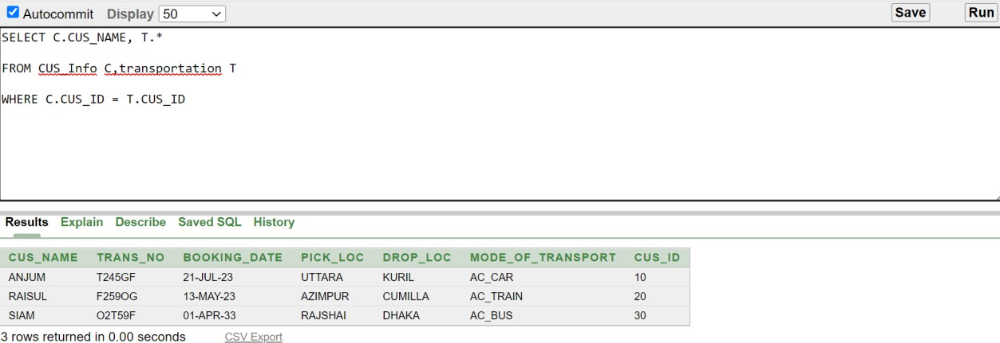 Autocommit Display 50 Save Run
SELECT C.CUS_NAME, T.*
FROM CUS_Info C,transportation T
WHERE C.CUS_ID = T.CUS_ID
Results Explain Describe Saved SQL History
CUS_NAME TRANS_NO BOOKING_DATE PICK_LOC DROP_LOC MODE_OF_TRANSPORT CUS_ID
ANJUM T245GF 21-JUL-23 UTTARA KURIL AC_CAR 10
RAISUL F259OG 13-MAY-23 AZIMPUR CUMILLA AC_TRAIN 20
SIAM O2T59F 01-APR-33 RAJSHAI DHAKA AC_BUS 30
3 rows returned in 0.00 seconds CSV Export